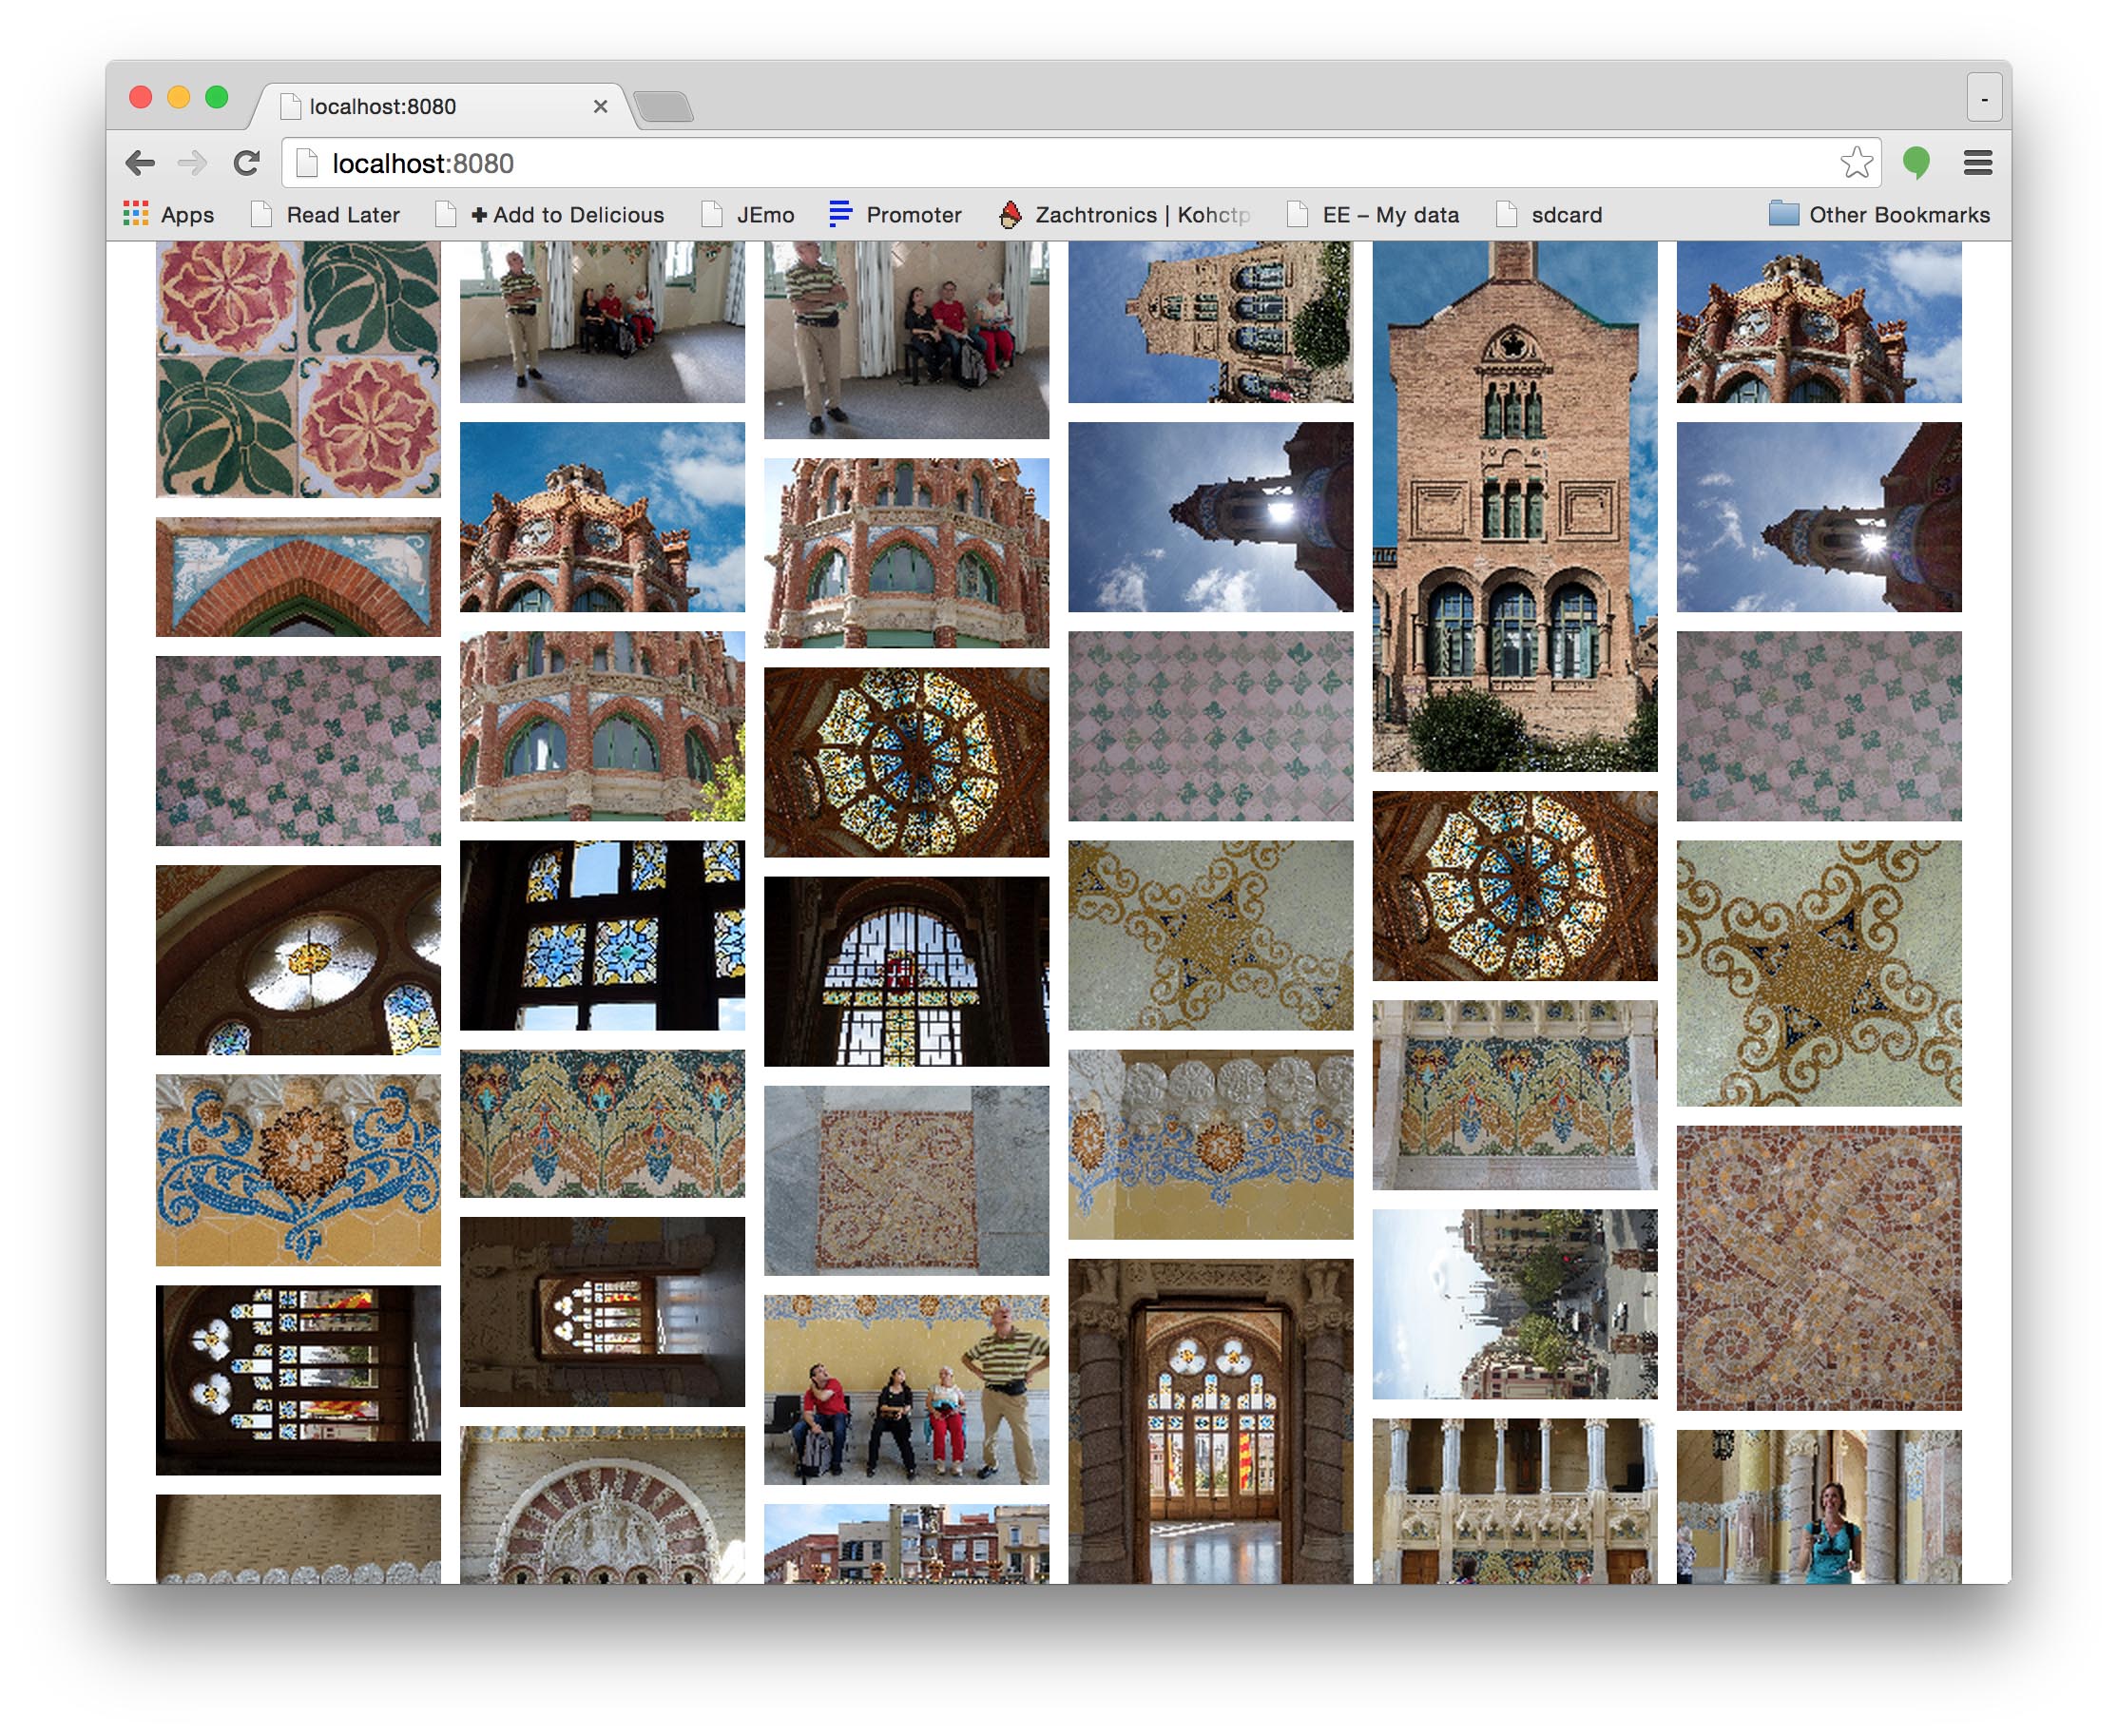 localhost:8080
-
localhost:8080
Apps Read Later ✚ Add to Delicious JEmo Promoter Zachtronics | Kohctp EE – My data sdcard Other Bookmarks